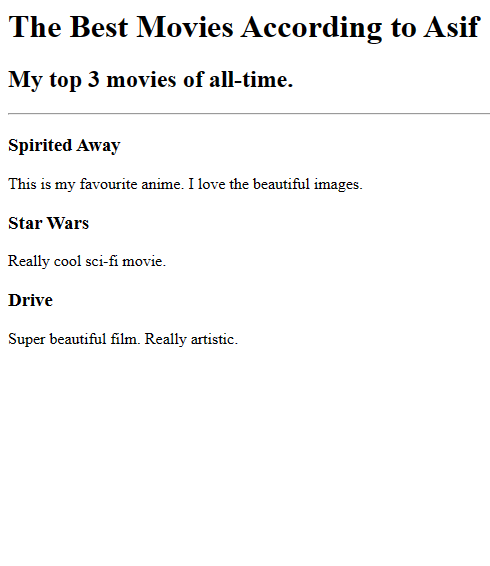 The Best Movies According to Asif
My top 3 movies of all-time.
Spirited Away
This is my favourite anime. I love the beautiful images.
Star Wars
Really cool sci-fi movie.
Drive
Super beautiful film. Really artistic.